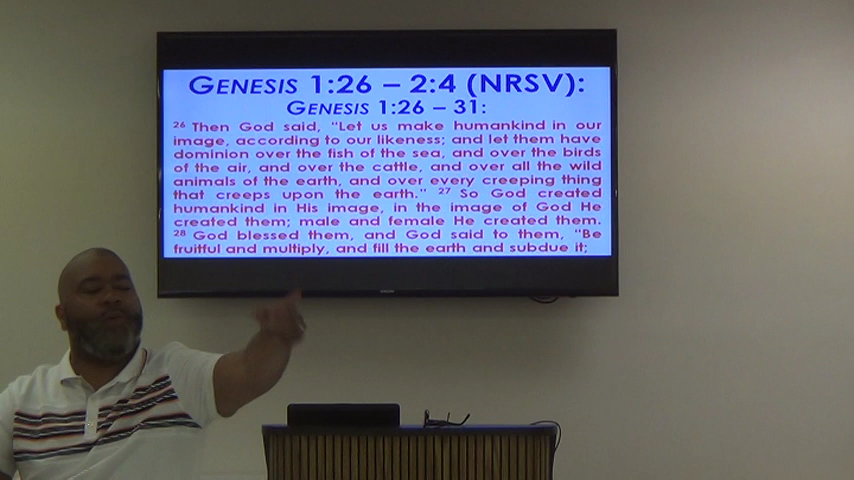 GENESIS 1:26 – 2:4 (NRSV):
GENESIS 1:26 – 31:
26 Then God said, “Let us make humankind in our
image, according to our likeness; and let them have
dominion over the fish of the sea, and over the birds
of the air, and over the cattle, and over all the wild
animals of the earth, and over every creeping thing
that creeps upon the earth.” 27 So God created
humankind in His image, in the image of God He
created them; male and female He created them.
28 God blessed them, and God said to them, “Be
fruitful and multiply, and fill the earth and subdue it;